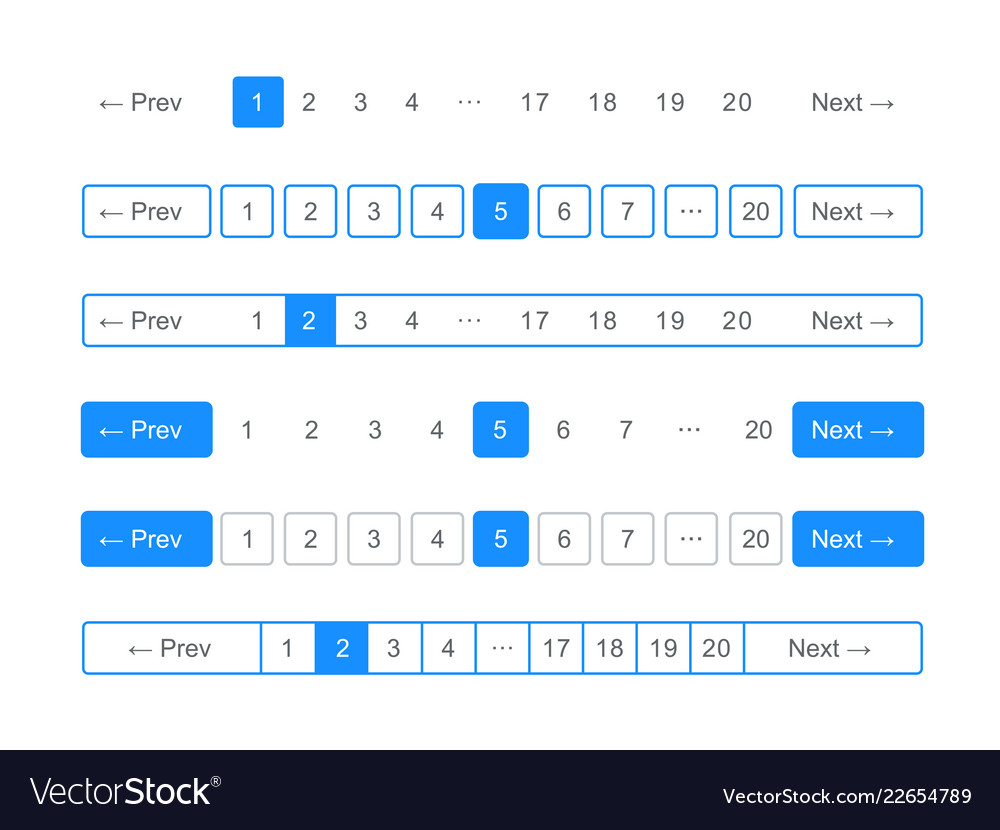 ← Prev 1 2 3 4 ... 17 18 19 20 Next →
← Prev 1 2 3 4 5 6 7 ... 20 Next →
← Prev 1 2 3 4 ... 17 18 19 20 Next →
← Prev 1 2 3 4 5 6 7 ... 20 Next →
← Prev 1 2 3 4 5 6 7 ... 20 Next →
← Prev 1 2 3 4 ... 17 18 19 20 Next →
VectorStock®
VectorStock.com/22654789